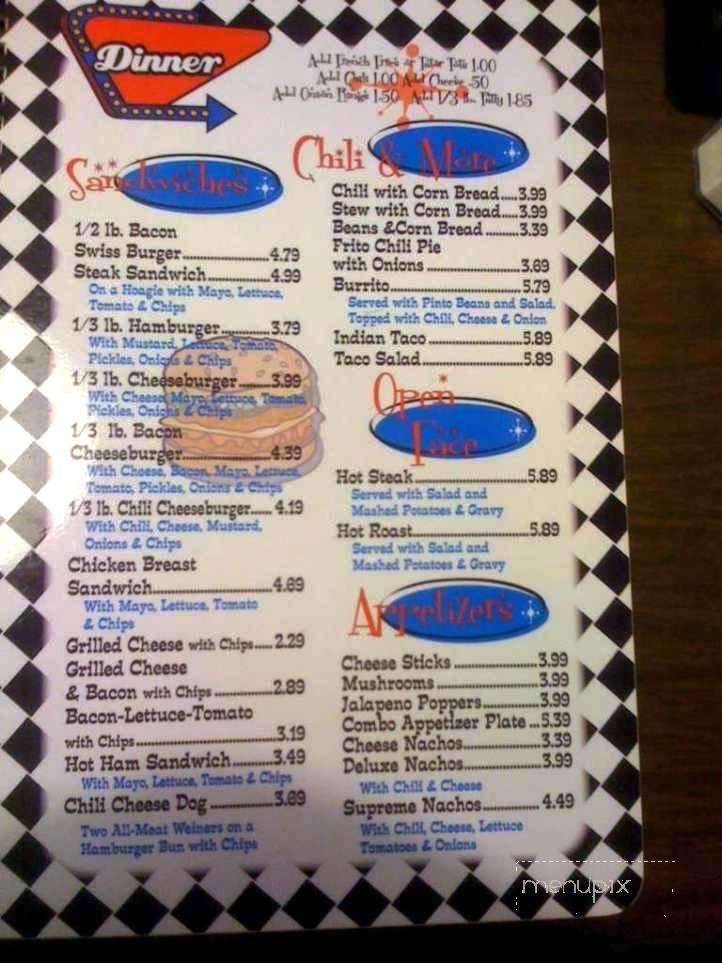 Dinner
Add French Fries or Tater Tots 1.00
Add Chili 1.00 Add Cheese .50
Add Onion Rings 1.50 Add 1/3 lb. Patty 1.85
Sandwiches
1/2 lb. Bacon
Swiss Burger 4.79
Steak Sandwich 4.99
On a Hoagie with Mayo, Lettuce,
Tomato & Chips
1/3 lb. Hamburger 3.79
With Mustard, Lettuce, Tomato,
Pickles, Onions & Chips
1/3 lb. Cheeseburger 3.99
With Cheese, Mayo, Lettuce, Tomato,
Pickles, Onions & Chips
1/3 lb. Bacon
Cheeseburger 4.39
With Cheese, Bacon, Mayo, Lettuce,
Tomato, Pickles, Onions & Chips
1/3 lb. Chili Cheeseburger 4.19
With Chili, Cheese, Mustard,
Onions & Chips
Chicken Breast
Sandwich 4.69
With Mayo, Lettuce, Tomato
& Chips
Grilled Cheese with Chips 2.29
Grilled Cheese
& Bacon with Chips 2.89
Bacon-Lettuce-Tomato
with Chips 3.19
Hot Ham Sandwich 3.49
With Mayo, Lettuce, Tomato & Chips
Chili Cheese Dog 3.69
Two All-Meat Weiners on a
Hamburger Bun with Chips
Chili & More
Chili with Corn Bread 3.99
Stew with Corn Bread 3.99
Beans &Corn Bread 3.39
Frito Chili Pie
with Onions 3.69
Burrito 5.79
Served with Pinto Beans and Salad.
Topped with Chili, Cheese & Onion
Indian Taco 5.89
Taco Salad 5.89
Open
Face
Hot Steak 5.89
Served with Salad and
Mashed Potatoes & Gravy
Hot Roast 5.89
Served with Salad and
Mashed Potatoes & Gravy
Appetizers
Cheese Sticks 3.99
Mushrooms 3.99
Jalapeno Poppers 3.99
Combo Appetizer Plate 5.39
Cheese Nachos 3.39
Deluxe Nachos 3.99
With Chili & Cheese
Supreme Nachos 4.49
With Chili, Cheese, Lettuce
Tomatoes & Onions
menupix